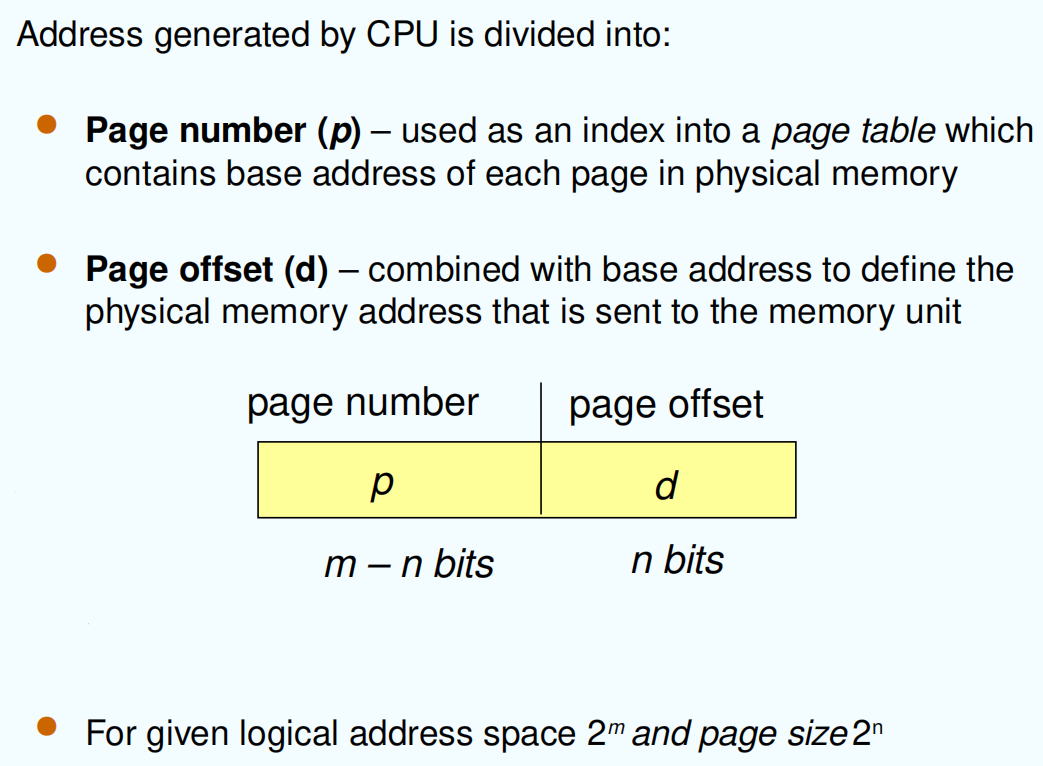 Address generated by CPU is divided into:
Page number (p) – used as an index into a page table which
contains base address of each page in physical memory
Page offset (d) – combined with base address to define the
physical memory address that is sent to the memory unit
page number page offset
p d
m – n bits n bits
For given logical address space 2ᵐ and page size 2ⁿ